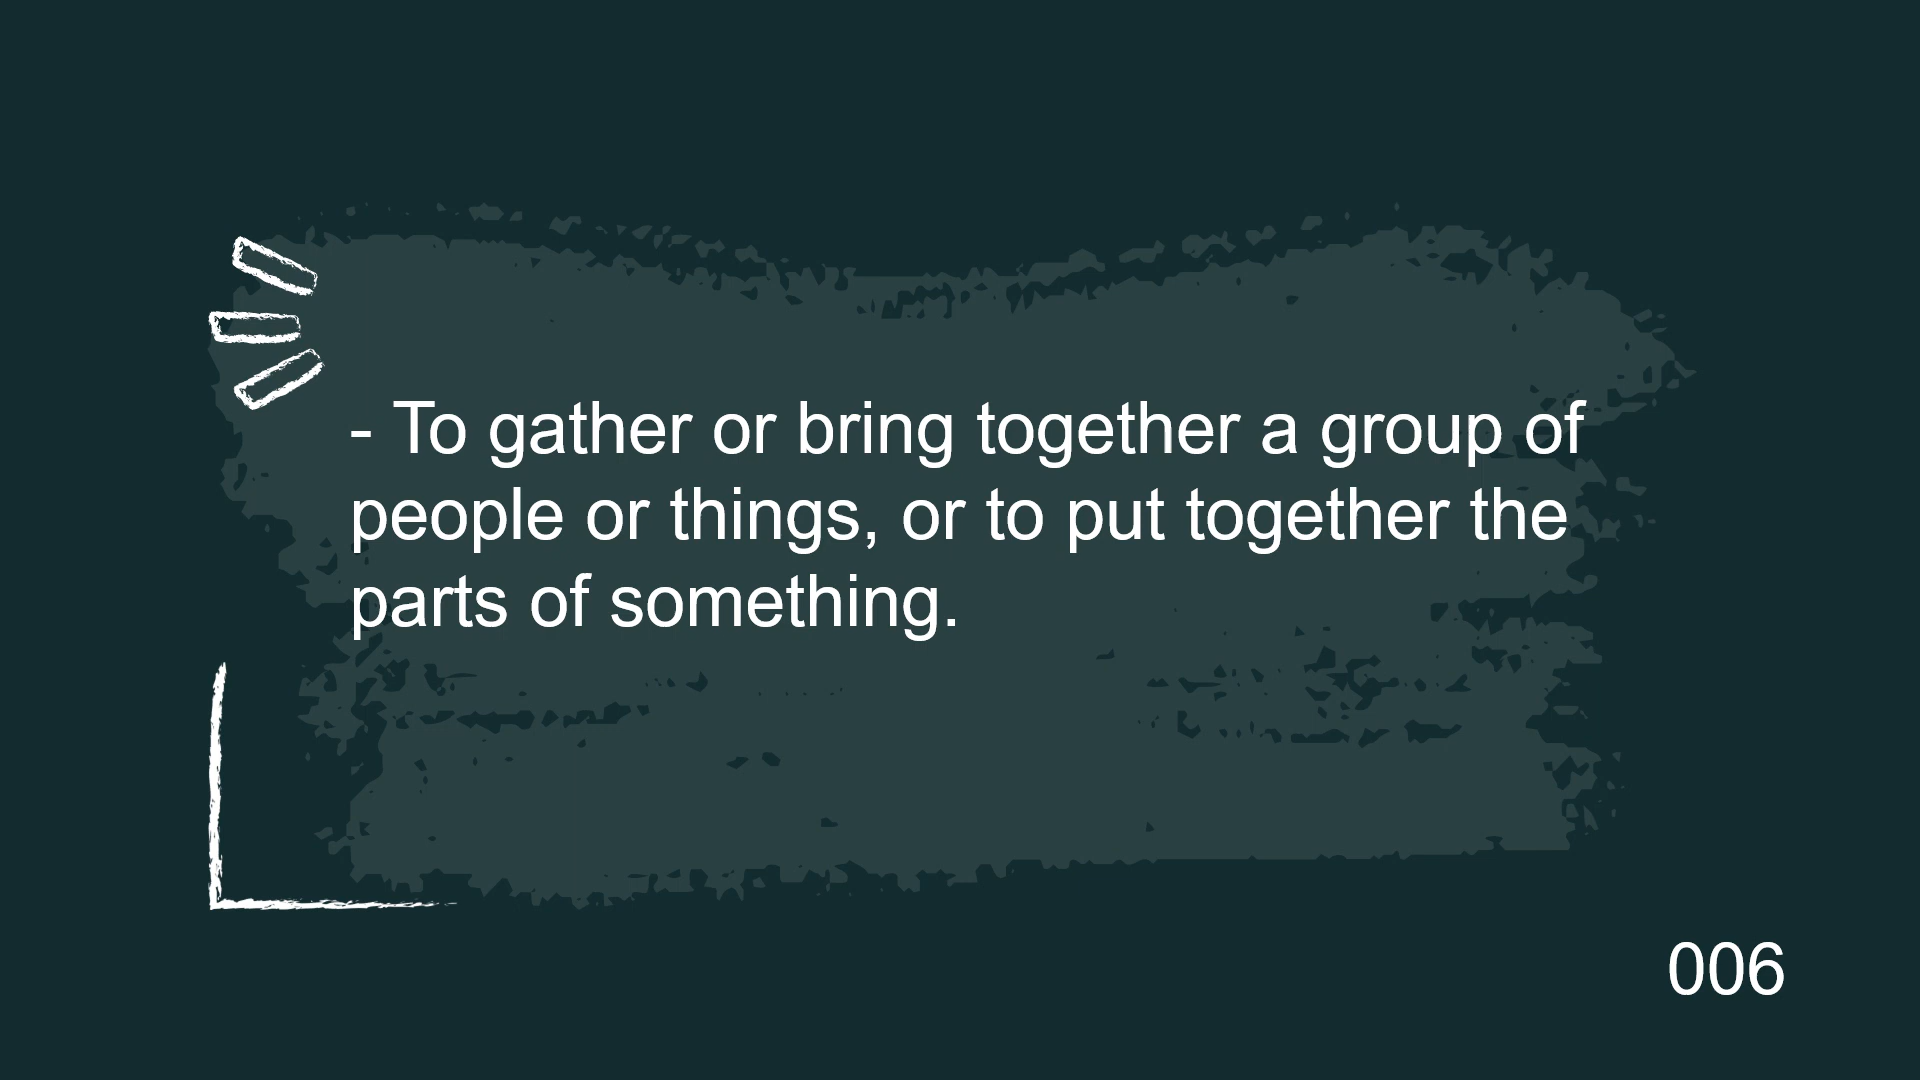 - To gather or bring together a group of
people or things, or to put together the
parts of something.
006